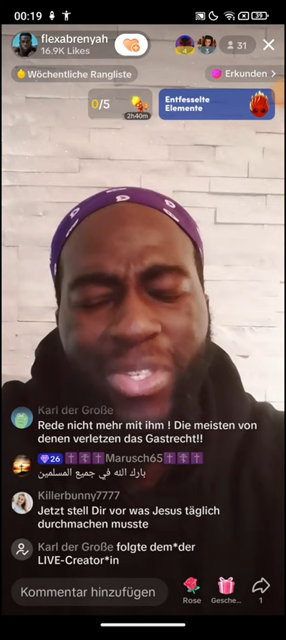 00:19
39
flexabrenyah
16.9K Likes
4
3
31
Wöchentliche Rangliste
Erkunden >
0/5
2h40m
Entfesselte
Elemente
Karl der Große
Rede nicht mehr mit ihm ! Die meisten von
denen verletzen das Gastrecht!!
26 Marusch65
بارك الله في جميع المسلمين
Killerbunny7777
Jetzt stell Dir vor was Jesus täglich
durchmachen musste
Karl der Große folgte dem*der
LIVE-Creator*in
Kommentar hinzufügen
Rose
Gesche...
1